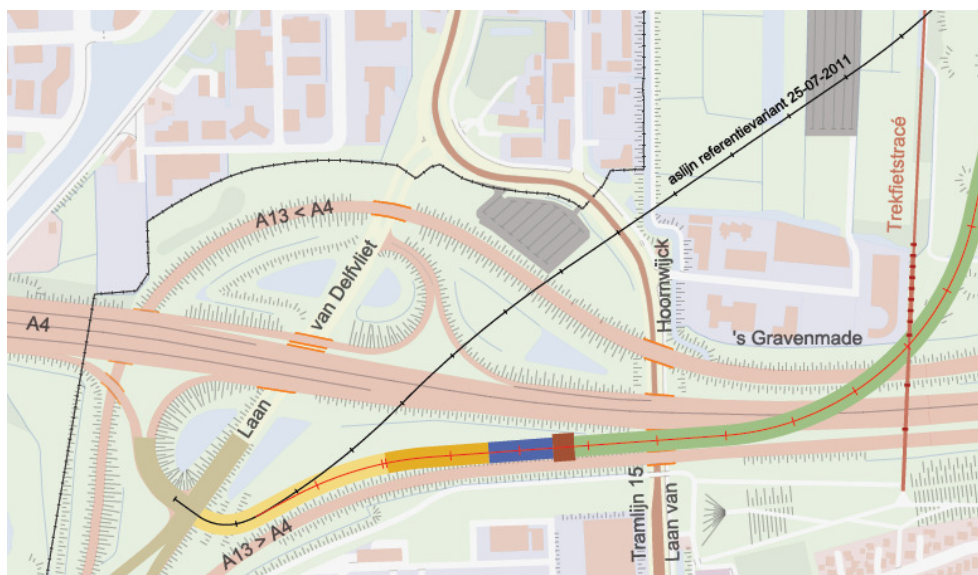 aslijn referentievariant 25-07-2011
Trekfietstracé
A13 < A4
van Delfvliet
Hoornwijck
A4
's Gravenmade
Laan
A13 > A4
Tramlijn 15
Laan van